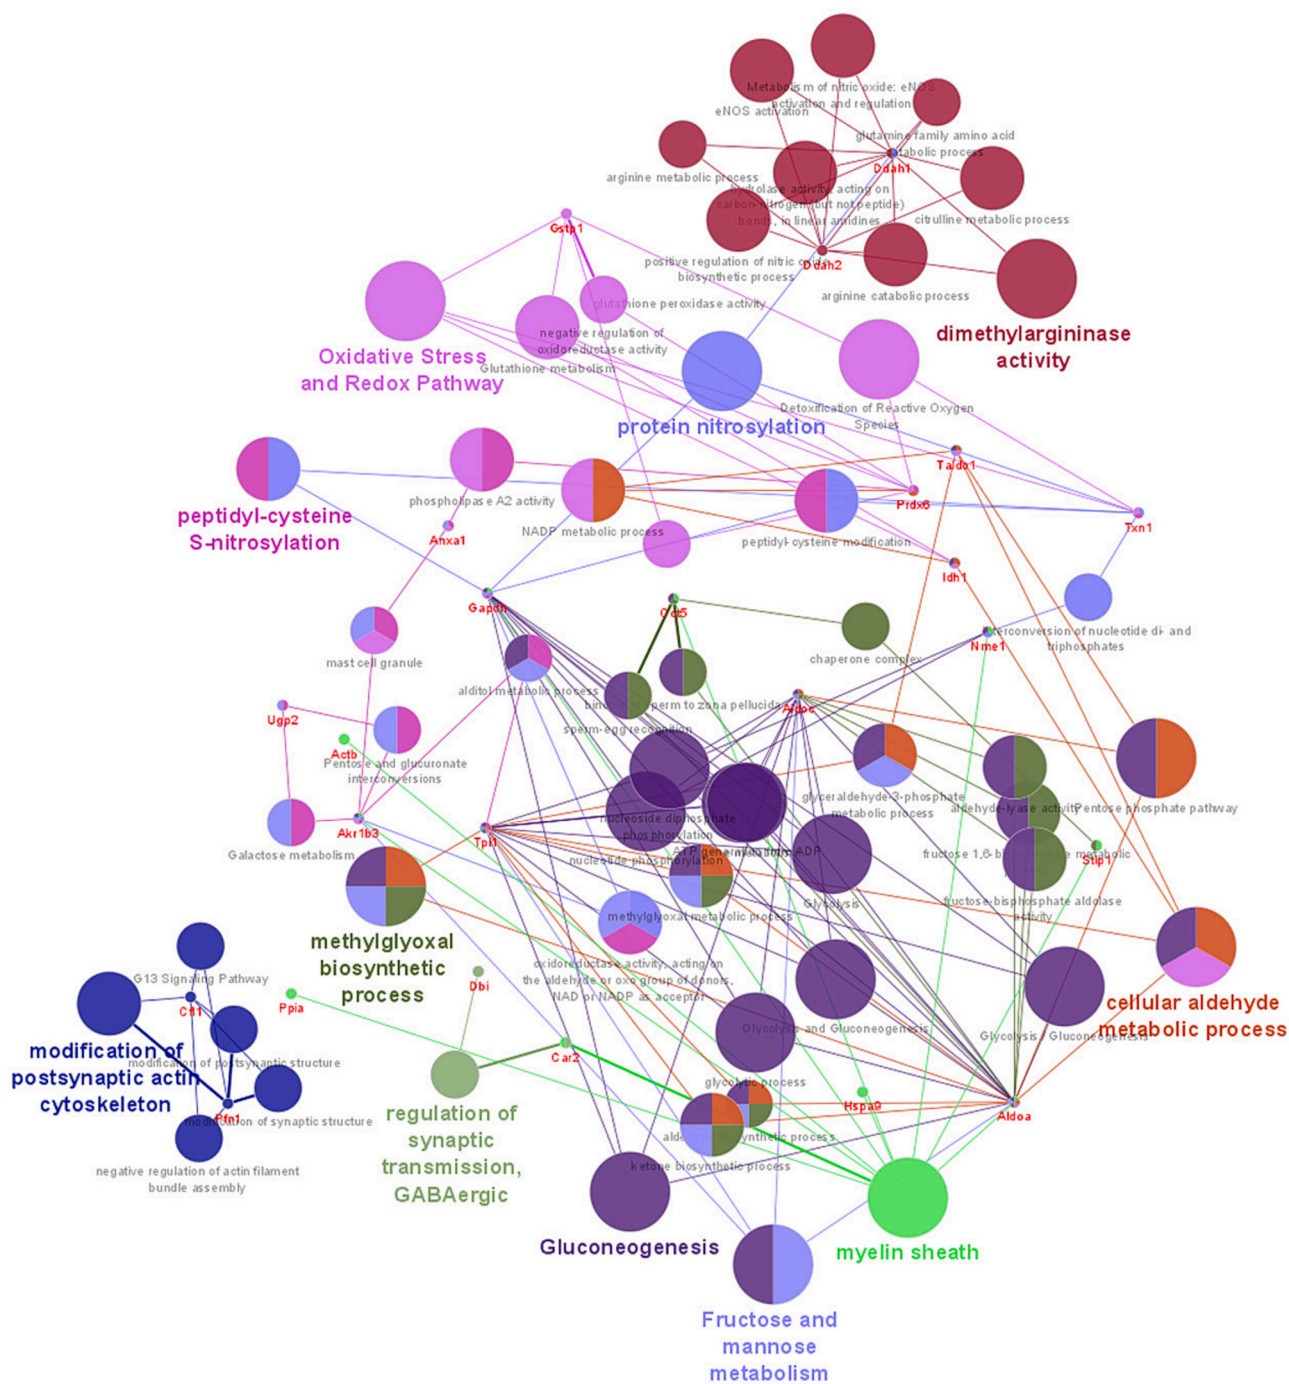 Metabolism of nitric oxide: eNOS
activation and regulation
eNOS activation
glutamine family amino acid
process
Ddah1
arginine metabolic process
hydrolase activity, acting on
carbon-nitrogen (but not peptide)
bonds, in linear amidines
citrulline metabolic process
Gstp1
positive regulation of nitric oxide
biosynthetic process
Ddah2
arginine catabolic process
glutathione peroxidase activity
dimethylargininase
activity
negative regulation of
oxidoreductase activity
Oxidative Stress
and Redox Pathway
Glutathione metabolism
Detoxification of Reactive Oxygen
Species
protein nitrosylation
Taldo1
phospholipase A2 activity
Prdx6
peptidyl-cysteine
S-nitrosylation
NADP metabolic process
peptidyl-cysteine modification
Txn1
Anxa1
Idh1
Gapdh
Cct5
nucleotide di- and
triphosphates
Nme1
mast cell granule
chaperone complex
alditol metabolic process
sperm to zona pellucida
Aldoc
Ugp2
sperm-egg recognition
Actb
Pentose and glucuronate
interconversions
glyceraldehyde-3-phosphate
metabolic process
aldehyde-lyase activity
Pentose phosphate pathway
nucleoside diphosphate
phosphorylation
Akr1b3
Tpi1
Galactose metabolism
nucleotide phosphorylation
ADP
fructose
metabolic
Stip1
Glycolysis
fructose-bisphosphate aldolase
activity
methylglyoxal metabolic process
methylglyoxal
biosynthetic
process
oxidoreductase activity, acting on
the aldehyde or oxo group of donors,
NAD or NADP as acceptor
G13 Signaling Pathway
Dbi
Ppia
Cfl1
cellular aldehyde
metabolic process
Glycolysis and Gluconeogenesis
Glycolysis / Gluconeogenesis
modification of
postsynaptic actin
cytoskeleton
modification of postsynaptic structure
Car2
glycolytic process
Hspa9
Aldoa
Pfn1
modification of synaptic structure
regulation of
synaptic
transmission,
GABAergic
aldehyde biosynthetic process
ketone biosynthetic process
negative regulation of actin filament
bundle assembly
Gluconeogenesis
myelin sheath
Fructose and
mannose
metabolism